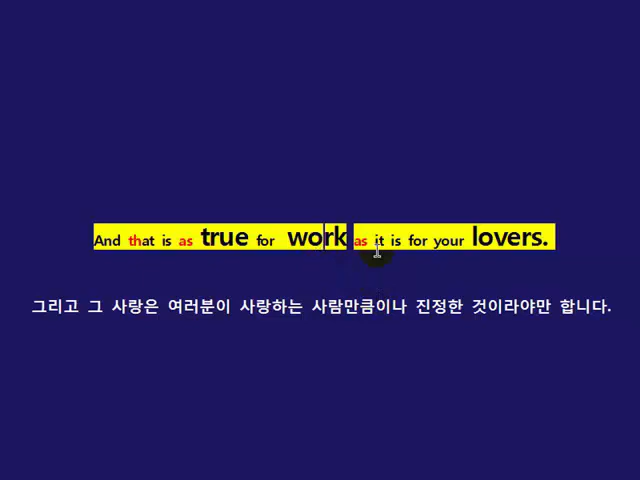 And that is as true for work as it is for your lovers.
그리고 그 사랑은 여러분이 사랑하는 사람만큼이나 진정한 것이라야만 합니다.